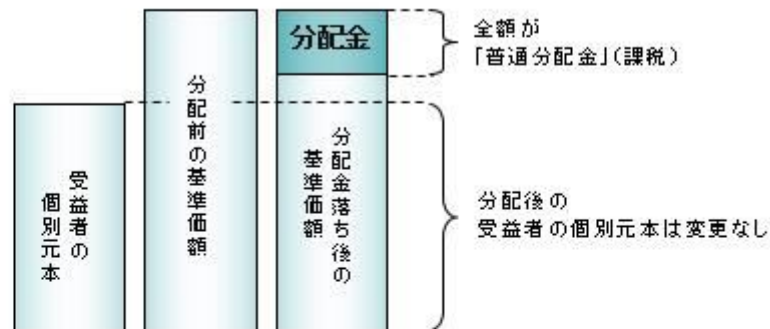 分配金
全額が
「普通分配金」(課税)
分配前の基準価額
分配金落ち後の
基準価額
受益者の
個別元本
分配後の
受益者の個別元本は変更なし